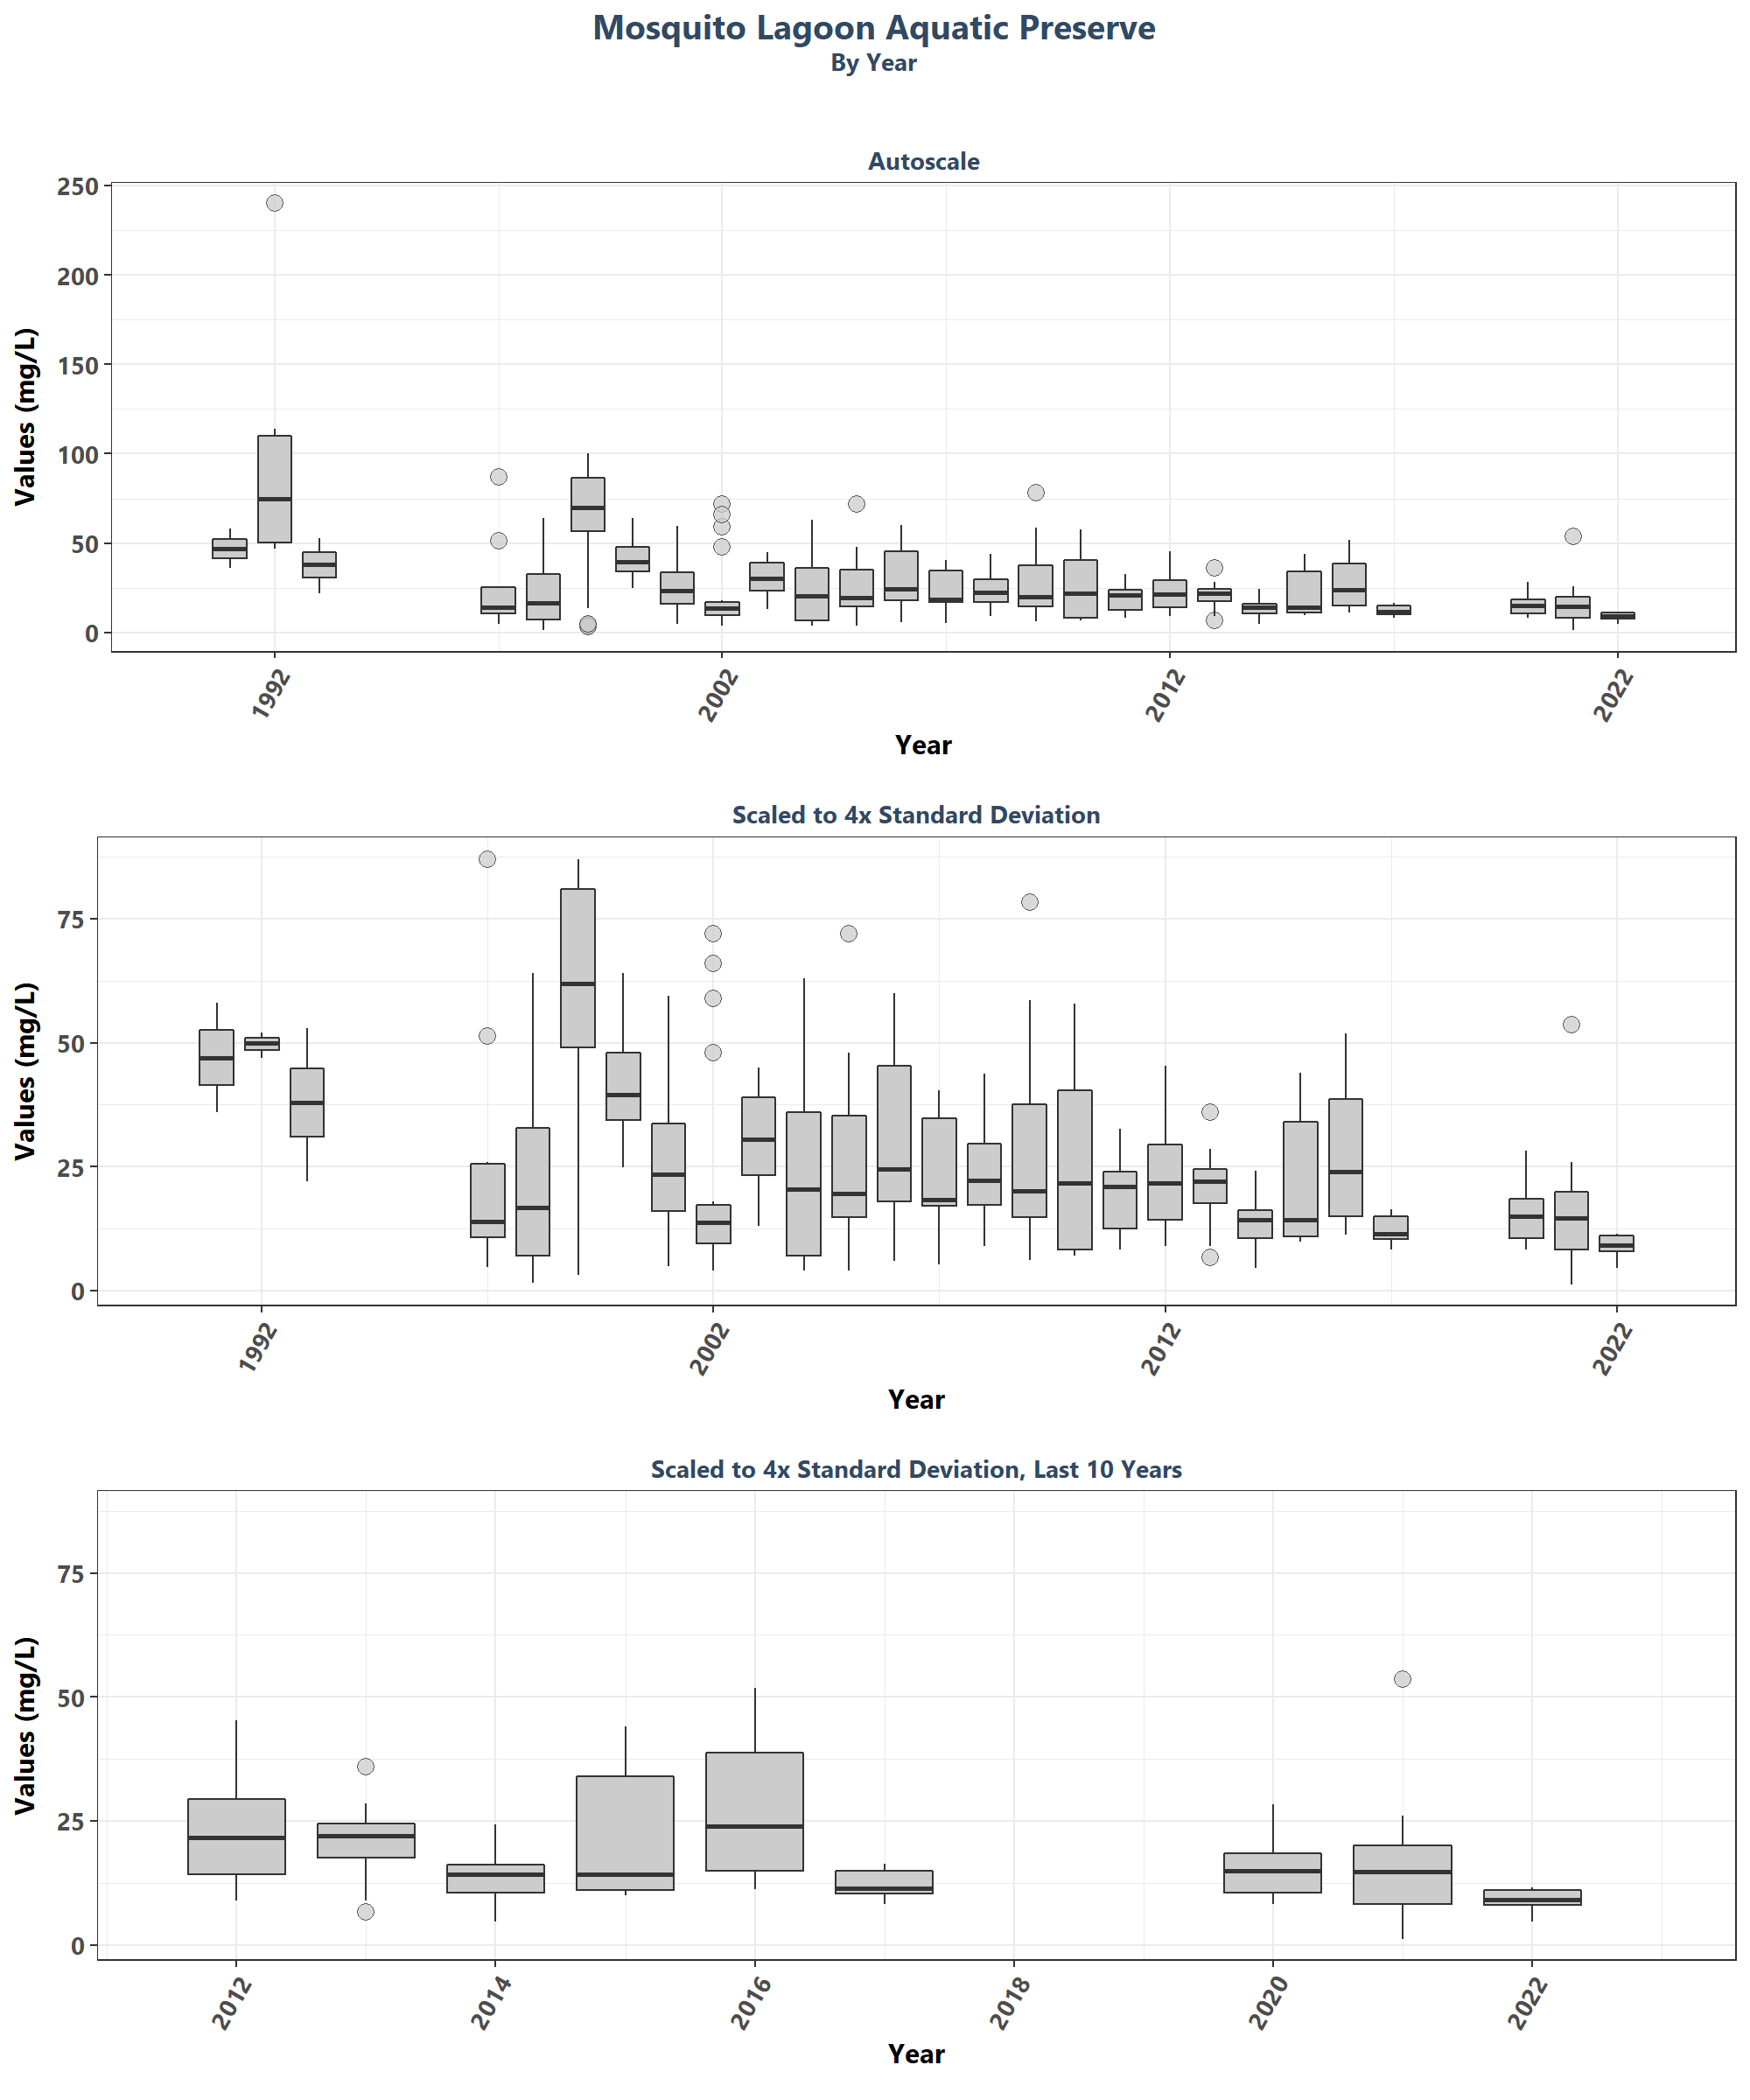 Mosquito Lagoon Aquatic Preserve
By Year
Autoscale
Values (mg/L)
250
200
150
100
50
0
1992
2002
2012
2022
Year
Scaled to 4x Standard Deviation
Values (mg/L)
75
50
25
0
1992
2002
2012
2022
Year
Scaled to 4x Standard Deviation, Last 10 Years
Values (mg/L)
75
50
25
0
2012
2014
2016
2018
2020
2022
Year